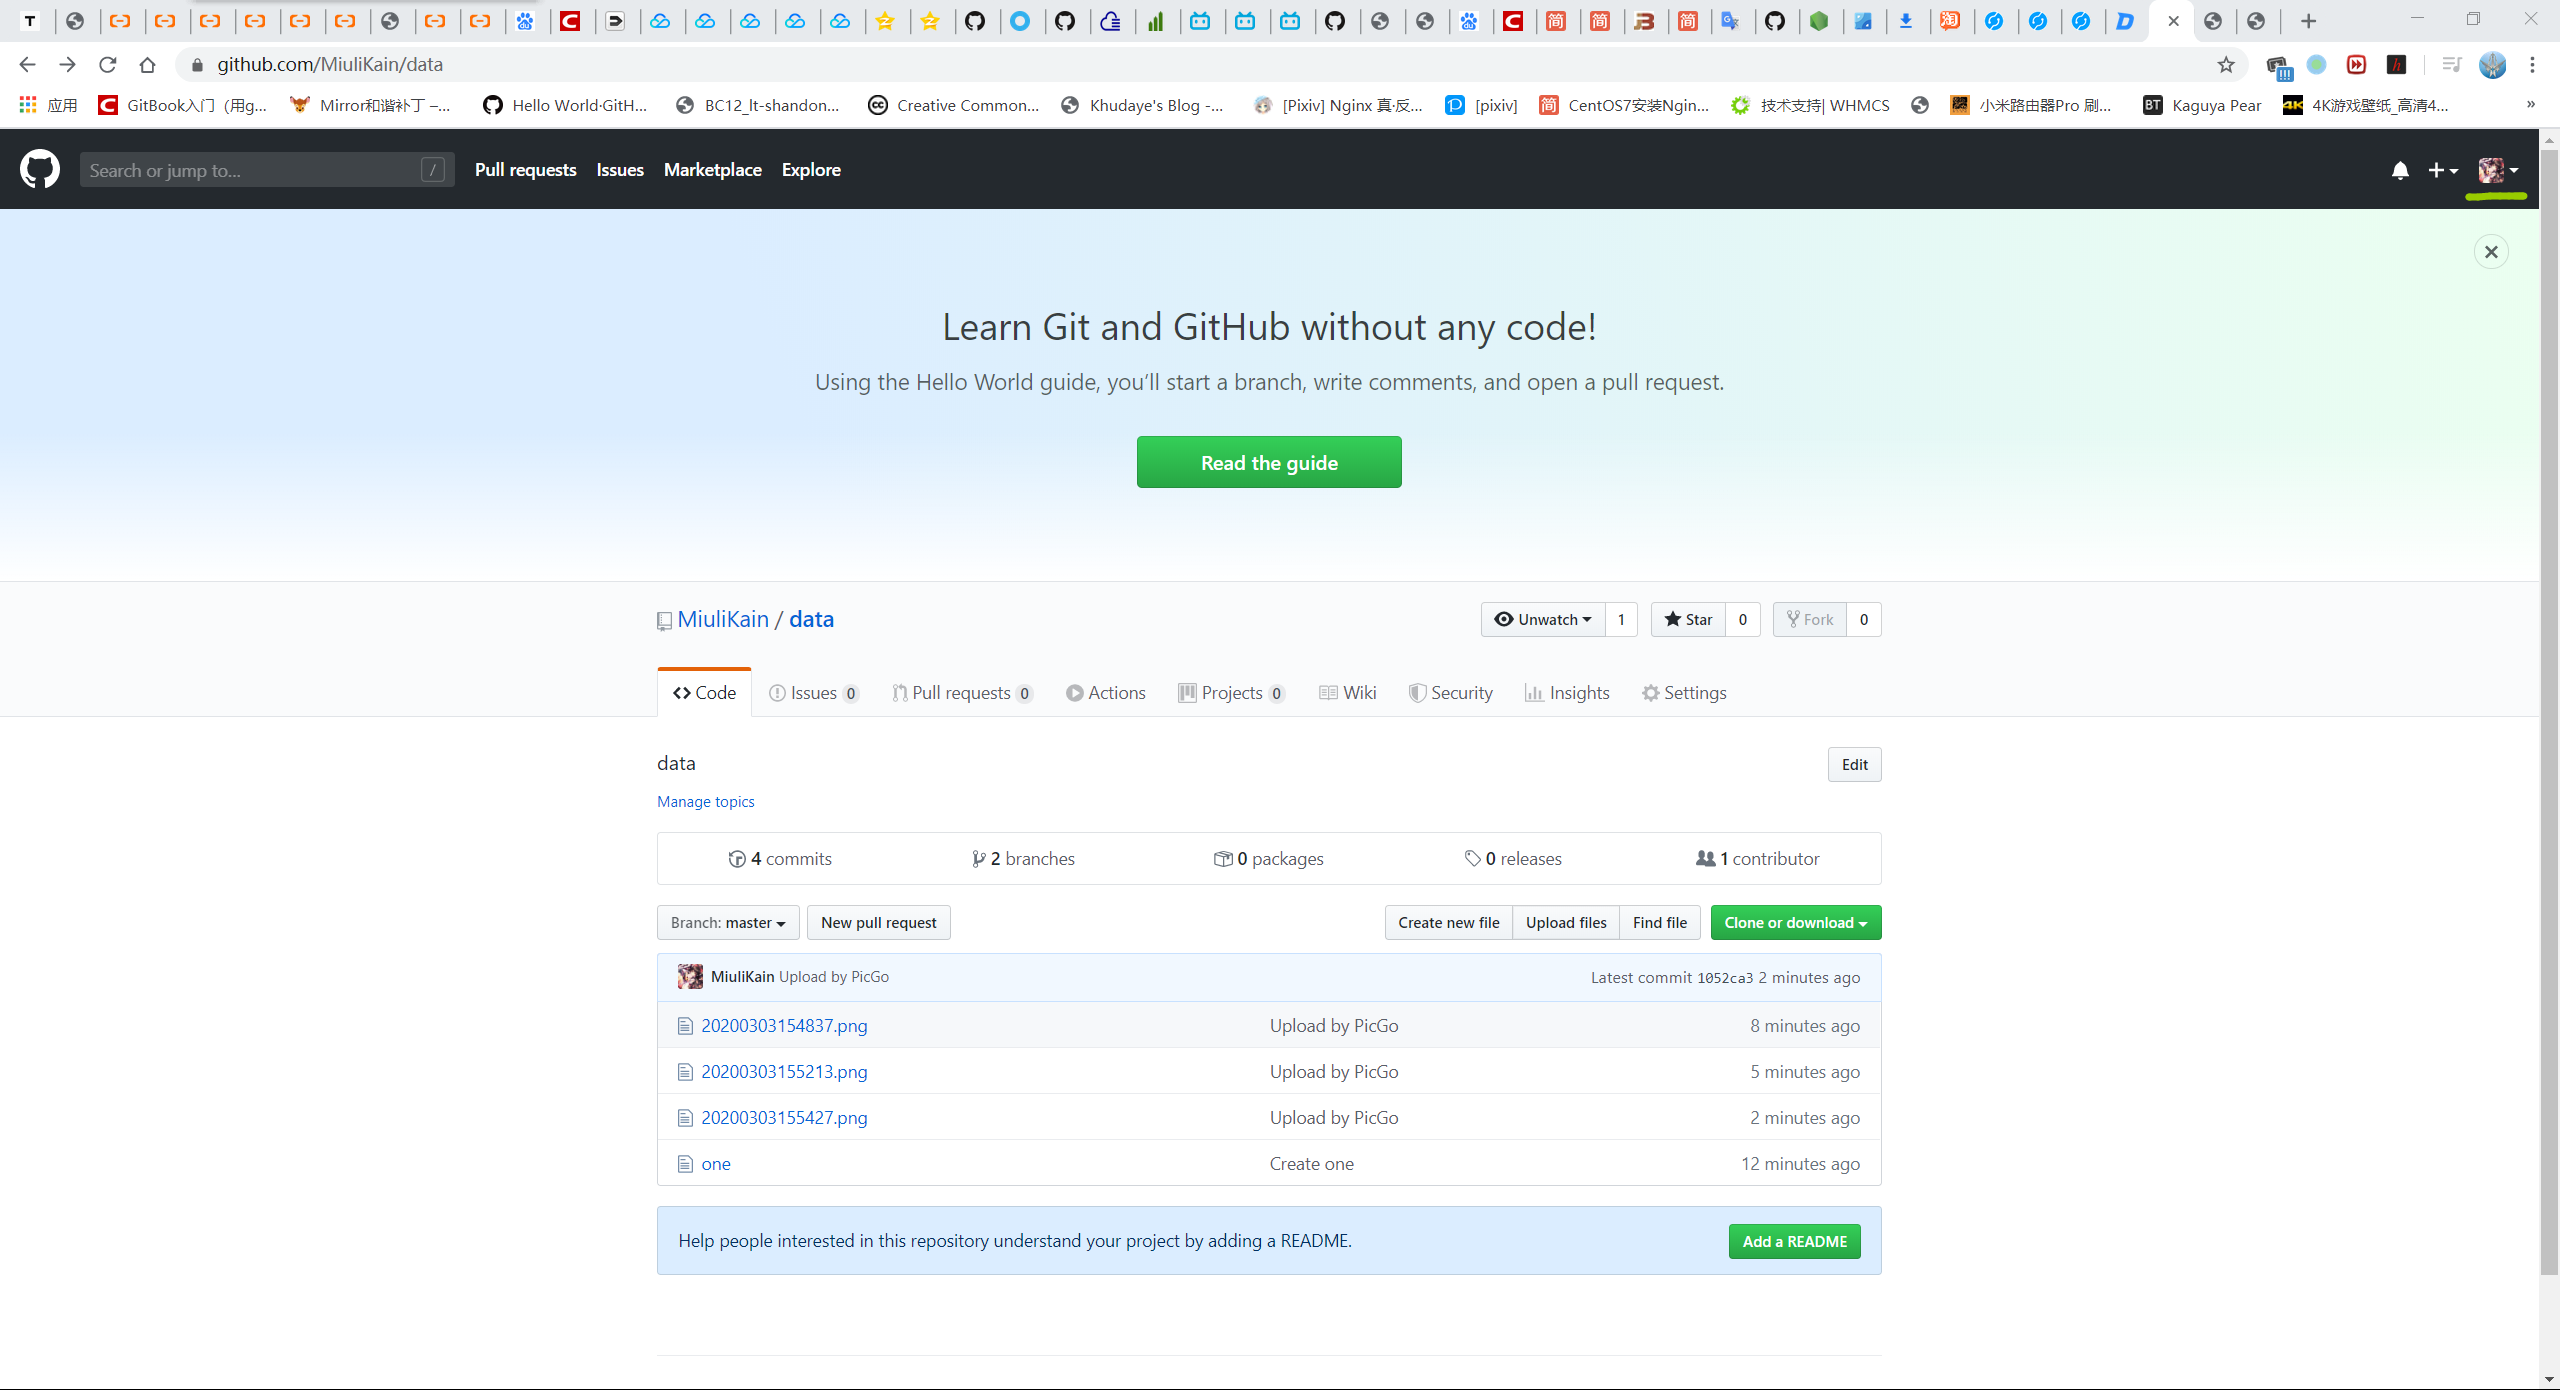 github.com/MiuliKain/data
应用 GitBook入门（用g... Mirror和谐补丁 –... Hello World·GitH... BC12_lt-shandon... Creative Common... Khudaye's Blog -... [Pixiv] Nginx 真·反... [pixiv] CentOS7安装Ngin... 技术支持| WHMCS 小米路由器Pro 刷... Kaguya Pear 4K游戏壁纸_高清4... »
Search or jump to... / Pull requests Issues Marketplace Explore
Learn Git and GitHub without any code!
Using the Hello World guide, you’ll start a branch, write comments, and open a pull request.
Read the guide
MiuliKain / data Unwatch 1 Star 0 Fork 0
Code Issues 0 Pull requests 0 Actions Projects 0 Wiki Security Insights Settings
data Edit
Manage topics
4 commits 2 branches 0 packages 0 releases 1 contributor
Branch: master New pull request Create new file Upload files Find file Clone or download
MiuliKain Upload by PicGo Latest commit 1052ca3 2 minutes ago
20200303154837.png Upload by PicGo 8 minutes ago
20200303155213.png Upload by PicGo 5 minutes ago
20200303155427.png Upload by PicGo 2 minutes ago
one Create one 12 minutes ago
Help people interested in this repository understand your project by adding a README. Add a README